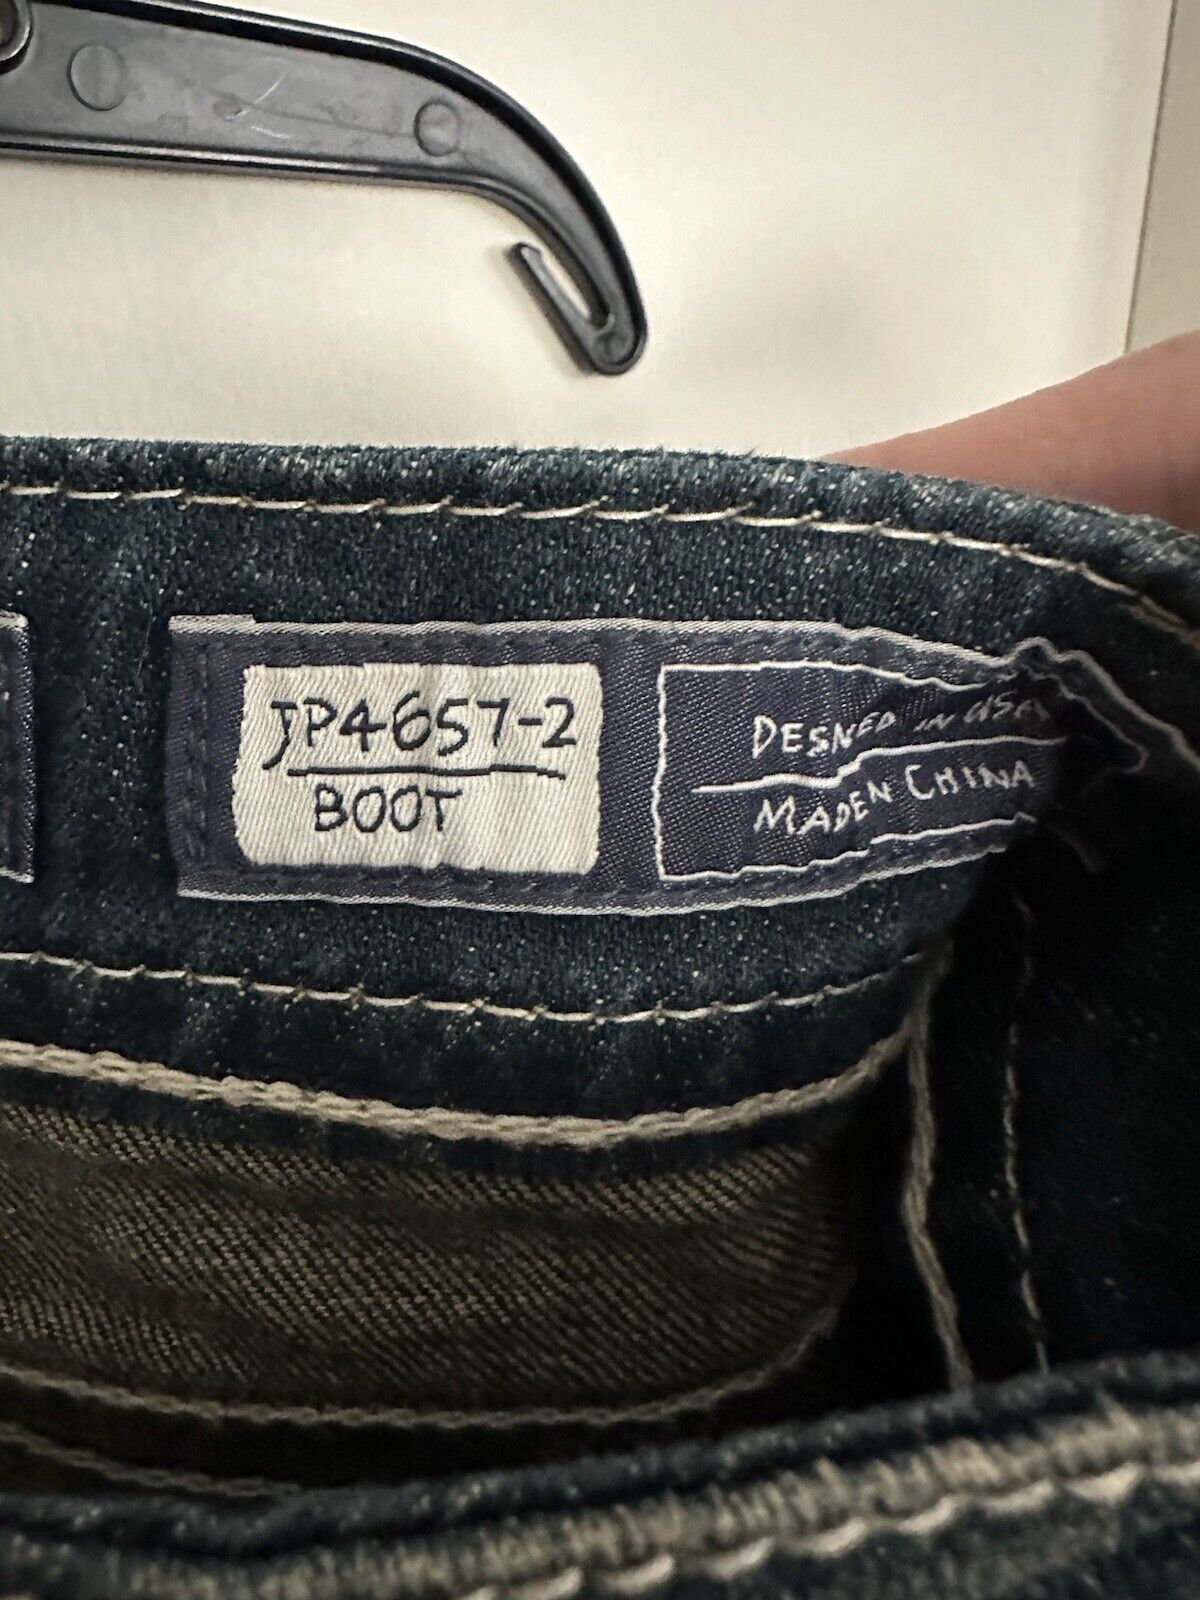 JP4657-2
BOOT
DESNED IN USA
MADEN CHINA